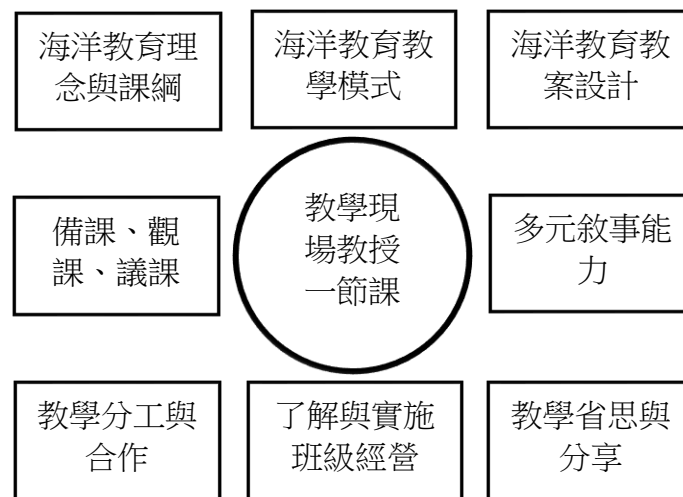 海洋教育理
念與課綱
海洋教育教
學模式
海洋教育教
案設計
備課、觀
課、議課
教學現
場教授
一節課
多元敘事能
力
教學分工與
合作
了解與實施
班級經營
教學省思與
分享